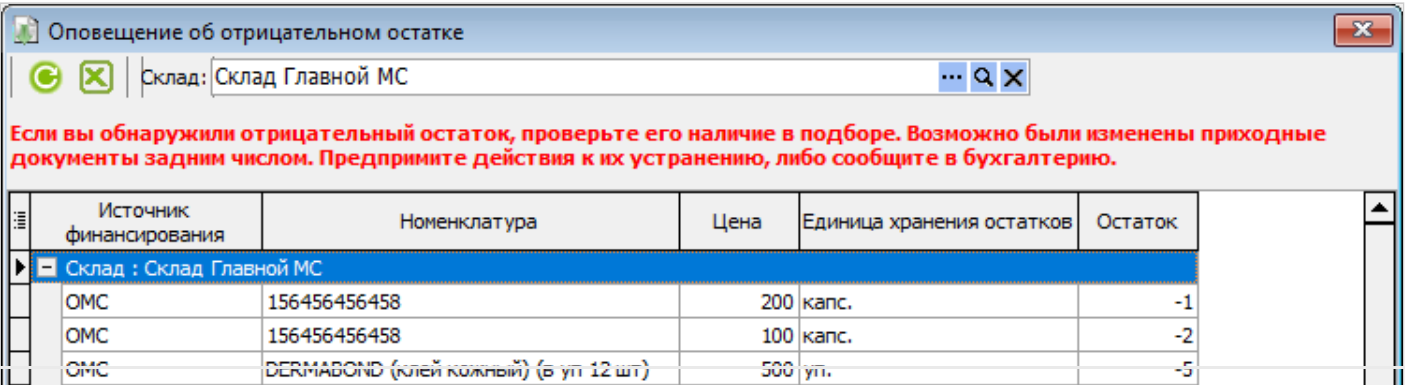 Оповещение об отрицательном остатке
Склад: Склад Главной МС
Если вы обнаружили отрицательный остаток, проверьте его наличие в подборе. Возможно были изменены приходные
документы задним числом. Предпримите действия к их устранению, либо сообщите в бухгалтерию.
Источник финансирования Номенклатура Цена Единица хранения остатков Остаток
Склад : Склад Главной МС
ОМС 156456456458 200 капс. -1
ОМС 156456456458 100 капс. -2
ОМС DERMABOND (клей кожный) (в уп 12 шт) 500 уп. -5